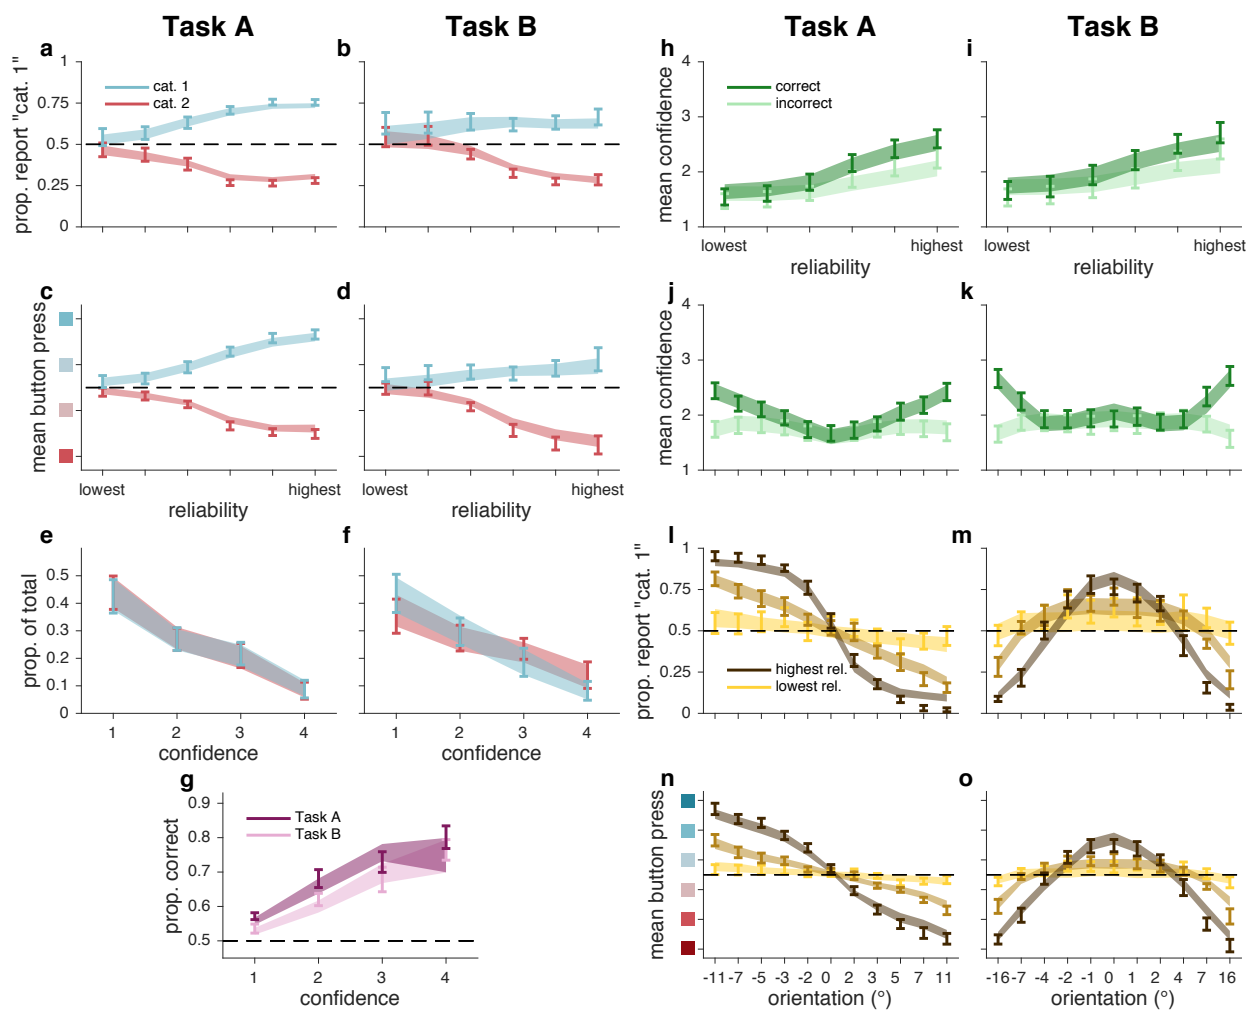 Task A
Task B
Task A
Task B
a
b
h
i
prop. report "cat. 1"
1
0.75
0.5
0.25
0
cat. 1
cat. 2
mean confidence
4
3
2
1
correct
incorrect
lowest
highest
lowest
highest
reliability
reliability
c
d
j
k
mean button press
lowest
highest
lowest
highest
reliability
reliability
mean confidence
4
3
2
1
e
f
l
m
prop. of total
0.5
0.4
0.3
0.2
0.1
0
1
2
3
4
1
2
3
4
confidence
confidence
prop. report "cat. 1"
1
0.75
0.5
0.25
0
highest rel.
lowest rel.
g
n
o
prop. correct
0.9
0.8
0.7
0.6
0.5
Task A
Task B
1
2
3
4
confidence
mean button press
-11 -7 -5 -3 0 2 3 5 7 11
-16 -7 -4 -2 -1 0 1 2 4 7 16
orientation (°)
orientation (°)